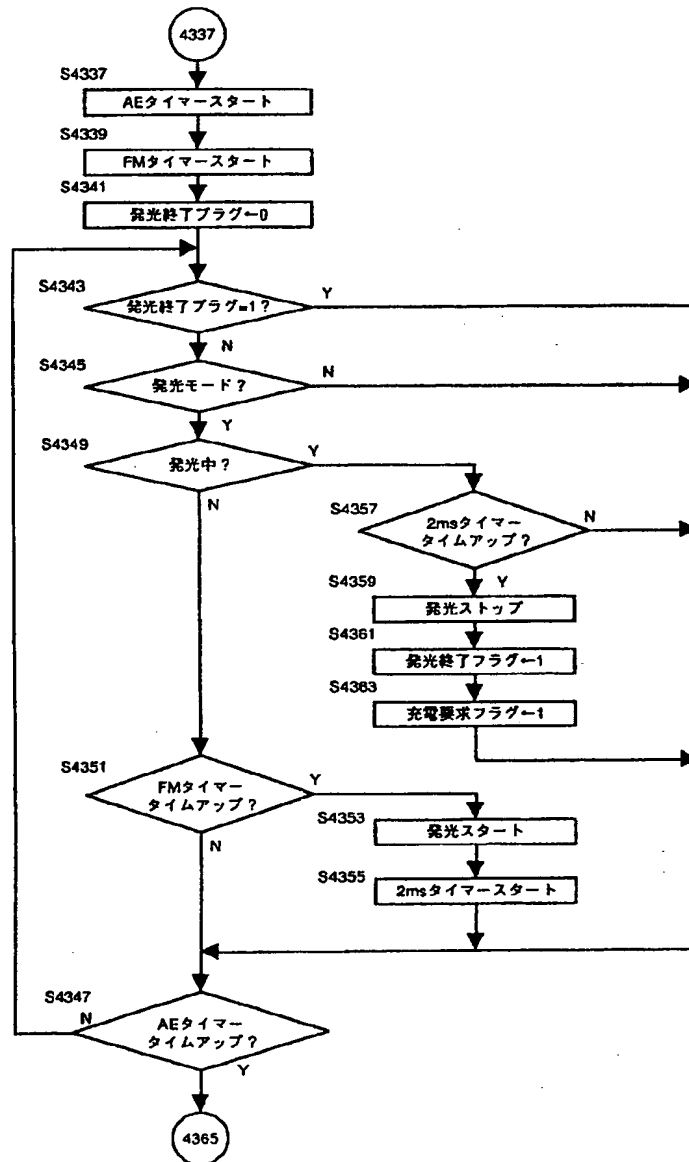 4337
S4337
AEタイマースタート
S4339
FMタイマースタート
S4341
発光終了プラグ←0
S4343
発光終了プラグ=1?
Y
N
S4345
発光モード?
N
Y
S4349
発光中?
Y
N
S4357
2msタイマー
タイムアップ?
N
Y
S4359
発光ストップ
S4361
発光終了フラグ←1
S4363
充電要求フラグ←1
S4351
FMタイマー
タイムアップ?
Y
N
S4353
発光スタート
S4355
2msタイマースタート
S4347
AEタイマー
タイムアップ?
N
Y
4365